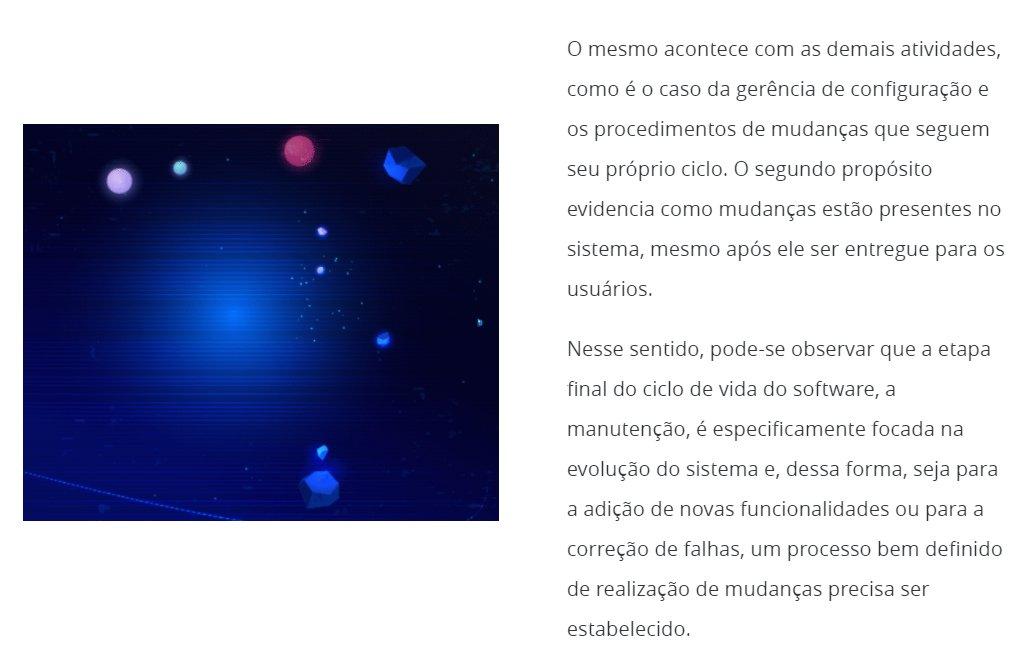 O mesmo acontece com as demais atividades,
como é o caso da gerência de configuração e
os procedimentos de mudanças que seguem
seu próprio ciclo. O segundo propósito
evidencia como mudanças estão presentes no
sistema, mesmo após ele ser entregue para os
usuários.
Nesse sentido, pode-se observar que a etapa
final do ciclo de vida do software, a
manutenção, é especificamente focada na
evolução do sistema e, dessa forma, seja para
a adição de novas funcionalidades ou para a
correção de falhas, um processo bem definido
de realização de mudanças precisa ser
estabelecido.